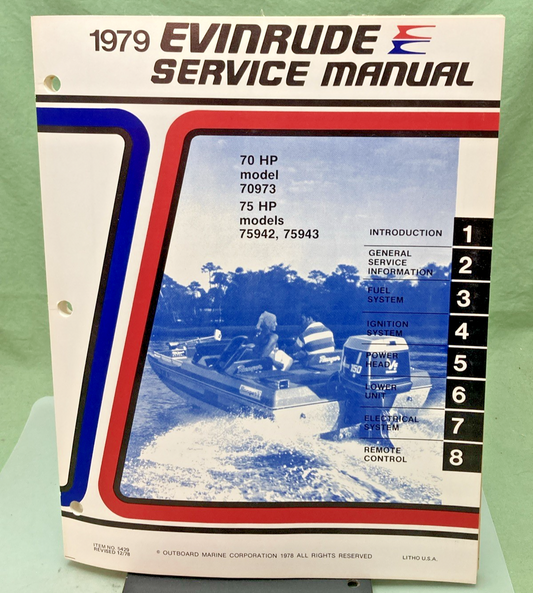 1979 EVINRUDE
SERVICE MANUAL
70 HP
model
70973
75 HP
models
75942, 75943
INTRODUCTION 1
GENERAL
SERVICE
INFORMATION 2
FUEL
SYSTEM 3
IGNITION
SYSTEM 4
POWER
HEAD 5
LOWER
UNIT 6
ELECTRICAL
SYSTEM 7
REMOTE
CONTROL 8
150
ITEM NO. 5429
REVISED 12/78
® OUTBOARD MARINE CORPORATION 1978 ALL RIGHTS RESERVED.
LITHO U.S.A.